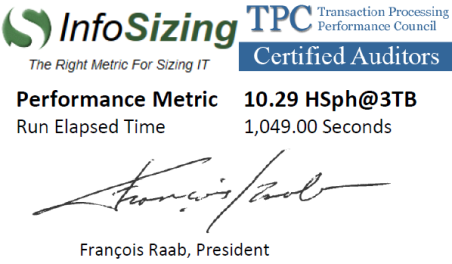 InfoSizing
The Right Metric For Sizing IT
TPC Transaction Processing
Performance Council
Certified Auditors
Performance Metric 10.29 HSph@3TB
Run Elapsed Time 1,049.00 Seconds
François Raab
François Raab, President